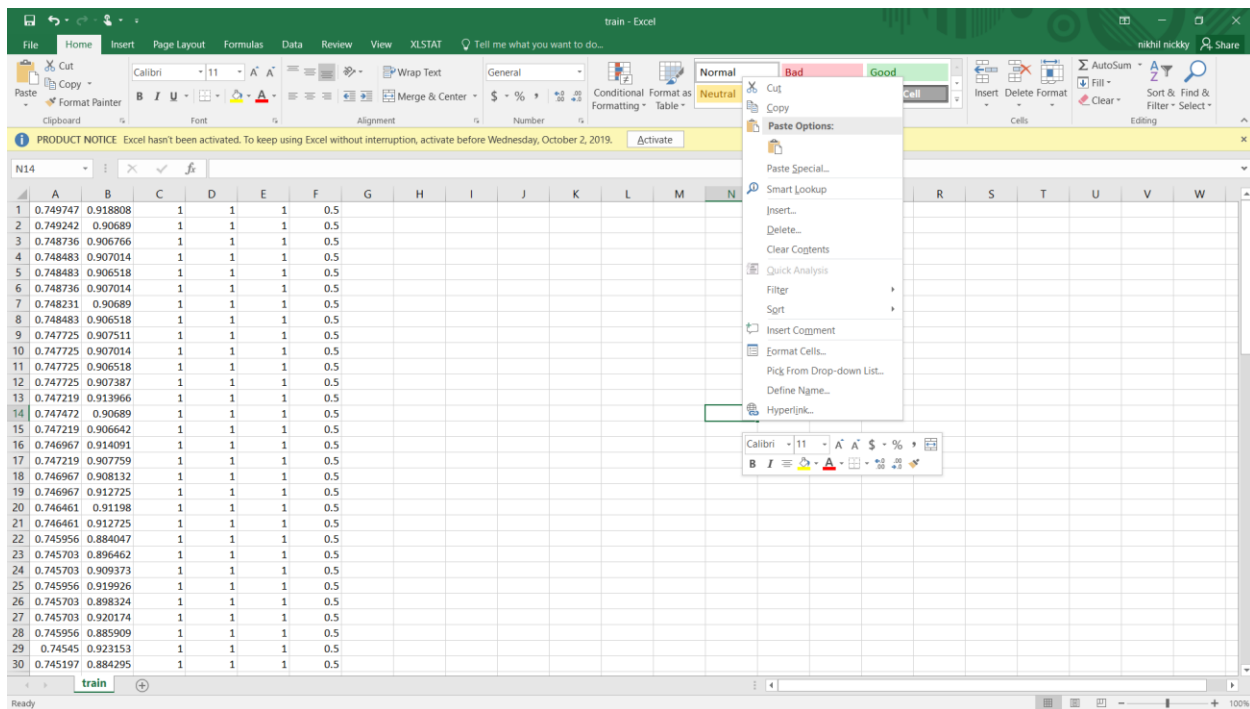 train - Excel
File Home Insert Page Layout Formulas Data Review View XLSTAT Tell me what you want to do... nikhil nickky Share
Paste
Cut
Copy
Format Painter
Clipboard
Calibri 11
B I U
Font
Wrap Text
Merge & Center
Alignment
General
$ % ,
Number
Conditional Formatting
Format as Table
Normal Bad Good
Neutral Cell
Insert Delete Format
Cells
AutoSum
Fill
Clear
Sort & Filter
Find & Select
Editing
PRODUCT NOTICE Excel hasn't been activated. To keep using Excel without interruption, activate before Wednesday, October 2, 2019. Activate
N14 fx
A B C D E F G H I J K L M N R S T U V W
1 0.749747 0.918808 1 1 1 0.5
2 0.749242 0.90689 1 1 1 0.5
3 0.748736 0.906766 1 1 1 0.5
4 0.748483 0.907014 1 1 1 0.5
5 0.748483 0.906518 1 1 1 0.5
6 0.748736 0.907014 1 1 1 0.5
7 0.748231 0.90689 1 1 1 0.5
8 0.748483 0.906518 1 1 1 0.5
9 0.747725 0.907511 1 1 1 0.5
10 0.747725 0.907014 1 1 1 0.5
11 0.747725 0.906518 1 1 1 0.5
12 0.747725 0.907387 1 1 1 0.5
13 0.747219 0.913966 1 1 1 0.5
14 0.747472 0.90689 1 1 1 0.5
15 0.747219 0.906642 1 1 1 0.5
16 0.746967 0.914091 1 1 1 0.5
17 0.747219 0.907759 1 1 1 0.5
18 0.746967 0.908132 1 1 1 0.5
19 0.746967 0.912725 1 1 1 0.5
20 0.746461 0.91198 1 1 1 0.5
21 0.746461 0.912725 1 1 1 0.5
22 0.745956 0.884047 1 1 1 0.5
23 0.745703 0.896462 1 1 1 0.5
24 0.745703 0.909373 1 1 1 0.5
25 0.745956 0.919926 1 1 1 0.5
26 0.745703 0.898324 1 1 1 0.5
27 0.745703 0.920174 1 1 1 0.5
28 0.745956 0.885909 1 1 1 0.5
29 0.74545 0.923153 1 1 1 0.5
30 0.745197 0.884295 1 1 1 0.5
Cut
Copy
Paste Options:
Paste Special...
Smart Lookup
Insert...
Delete...
Clear Contents
Quick Analysis
Filter
Sort
Insert Comment
Format Cells...
Pick From Drop-down List...
Define Name...
Hyperlink...
Calibri 11 A A $ % ,
B I A
train
Ready 100%